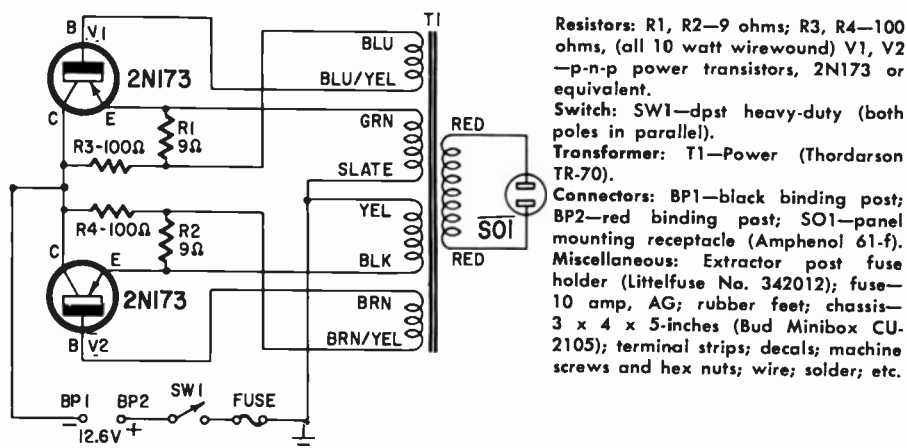 B V1
2N173
C E
R3-100Ω
R1
9Ω
R4-100Ω
R2
9Ω
C
E
2N173
B V2
BP1 BP2 SW1 FUSE
– 12.6V +
T1
BLU
BLU/YEL
GRN
SLATE
YEL
BLK
BRN
BRN/YEL
RED
SO1
RED
Resistors: R1, R2—9 ohms; R3, R4—100
ohms, (all 10 watt wirewound) V1, V2
—p-n-p power transistors, 2N173 or
equivalent.
Switch: SW1—dpst heavy-duty (both
poles in parallel).
Transformer: T1—Power (Thordarson
TR-70).
Connectors: BP1—black binding post;
BP2—red binding post; SO1—panel
mounting receptacle (Amphenol 61-f).
Miscellaneous: Extractor post fuse
holder (Littelfuse No. 342012); fuse—
10 amp, AG; rubber feet; chassis—
3 x 4 x 5-inches (Bud Minibox CU-
2105); terminal strips; decals; machine
screws and hex nuts; wire; solder; etc.